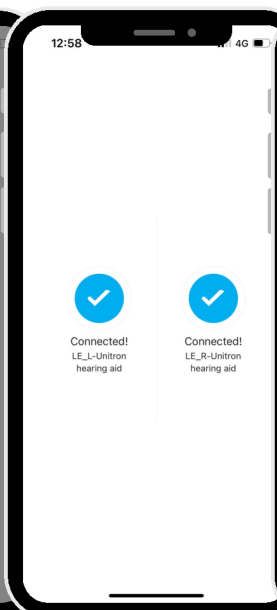 12:58
4G
Connected!
LE_L-Unitron
hearing aid
Connected!
LE_R-Unitron
hearing aid